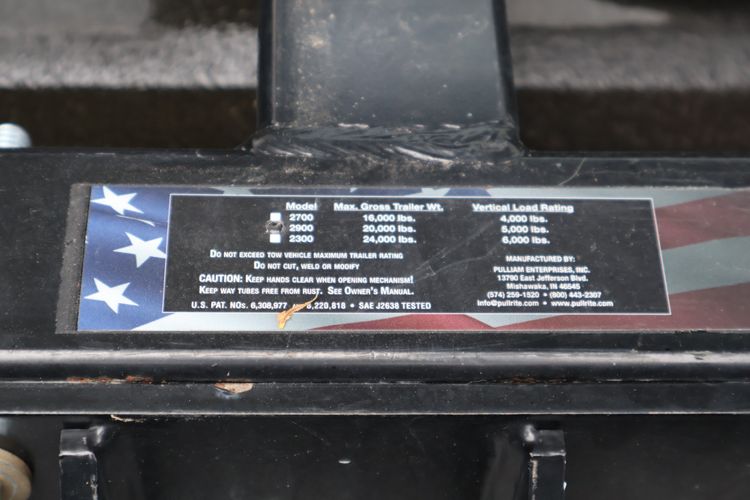 Model Max. Gross Trailer Wt. Vertical Load Rating
2700 16,000 lbs. 4,000 lbs.
2900 20,000 lbs. 5,000 lbs.
2300 24,000 lbs. 6,000 lbs.
DO NOT EXCEED TOW VEHICLE MAXIMUM TRAILER RATING
DO NOT CUT, WELD OR MODIFY
CAUTION: KEEP HANDS CLEAR WHEN OPENING MECHANISM!
KEEP WAY TUBES FREE FROM RUST. SEE OWNER'S MANUAL.
U.S. PAT. NOS. 6,308,977 6,220,818 • SAE J2638 TESTED
MANUFACTURED BY:
PULLIAM ENTERPRISES, INC.
13790 East Jefferson Blvd.
Mishawaka, IN 46545
(574) 259-1520 • (800) 443-2307
info@pullrite.com • www.pullrite.com